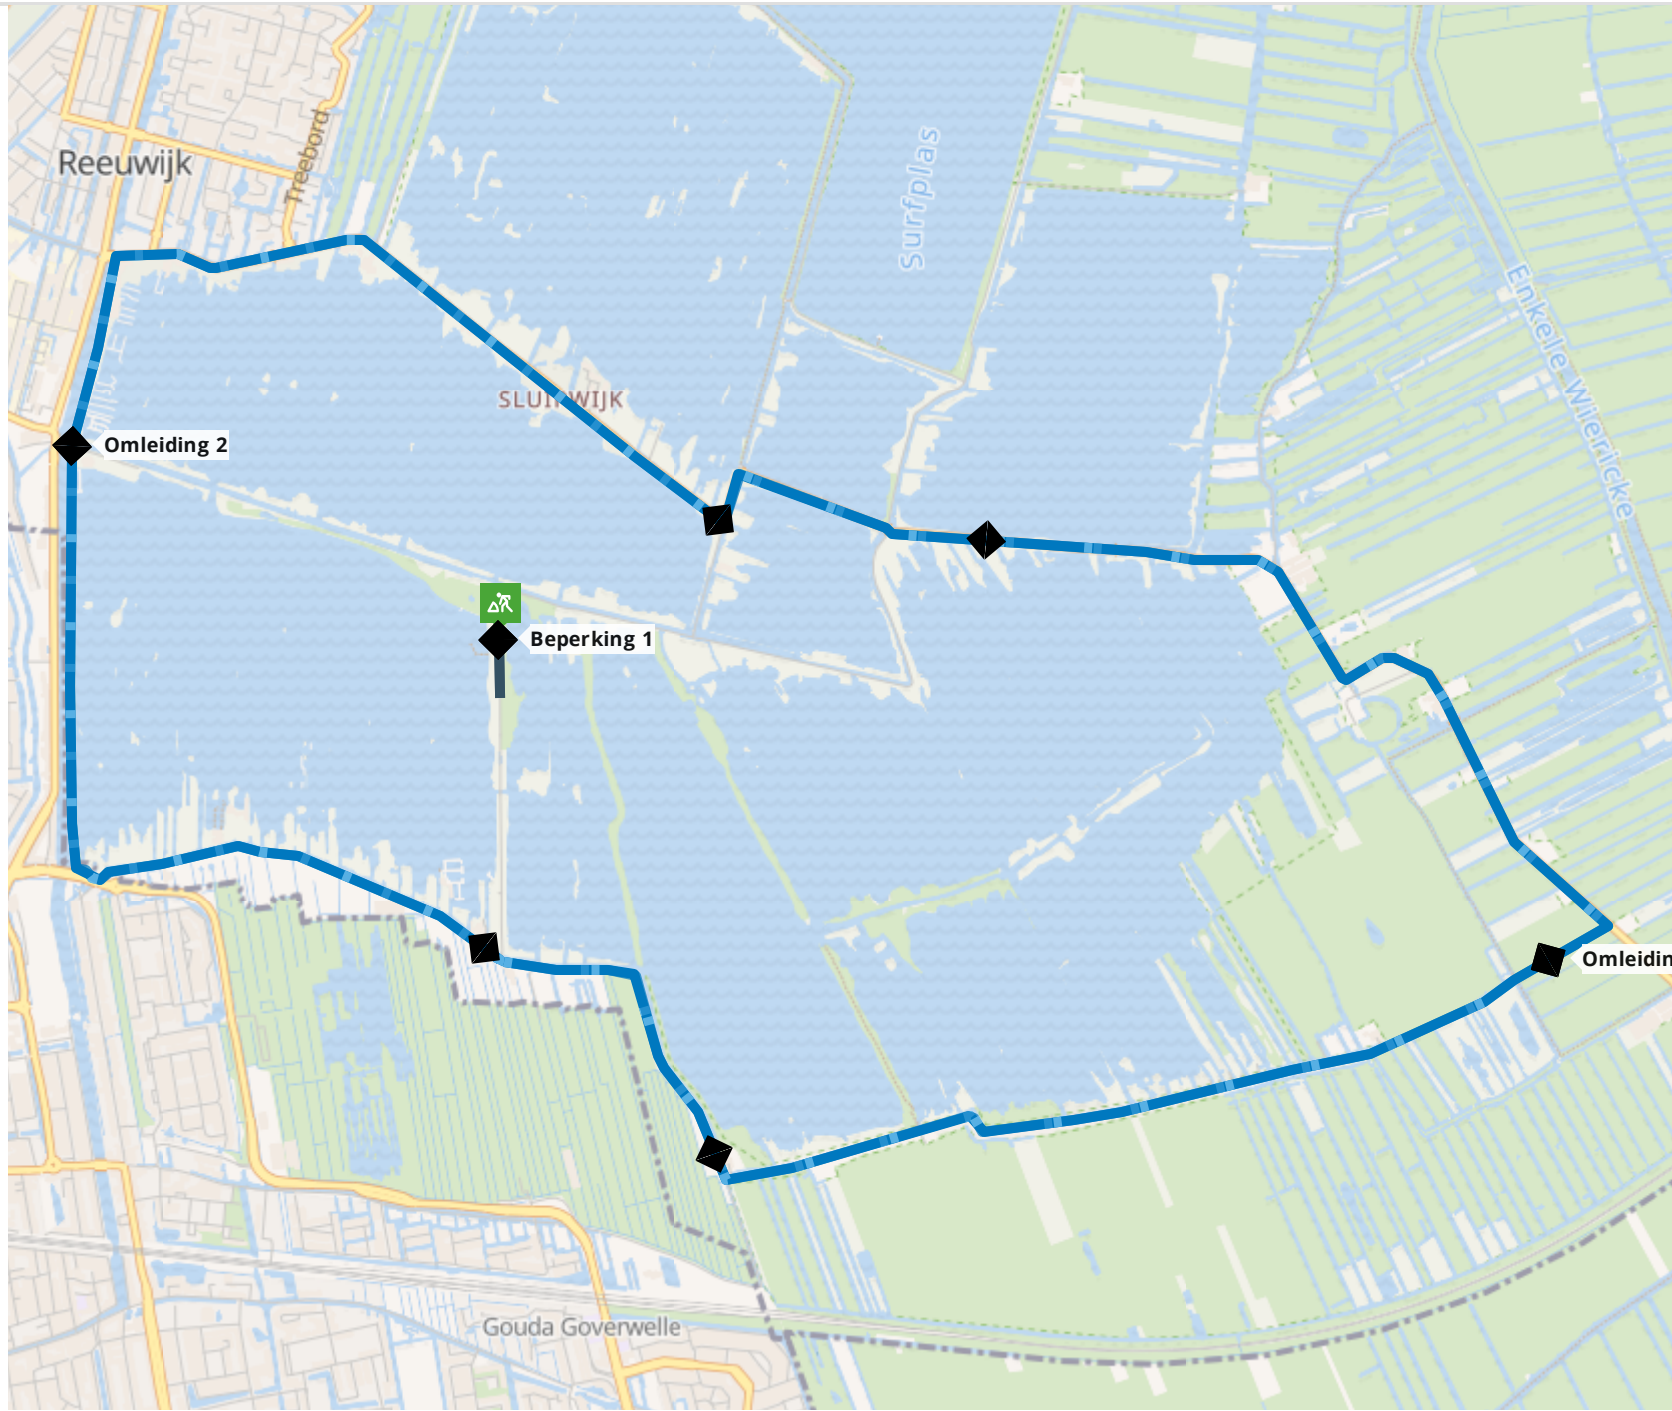 Reeuwijk
Treebord
Surfplas
Enkele Wiericke
SLUIPWIJK
Omleiding 2
Beperking 1
Omleidin
Gouda Goverwelle